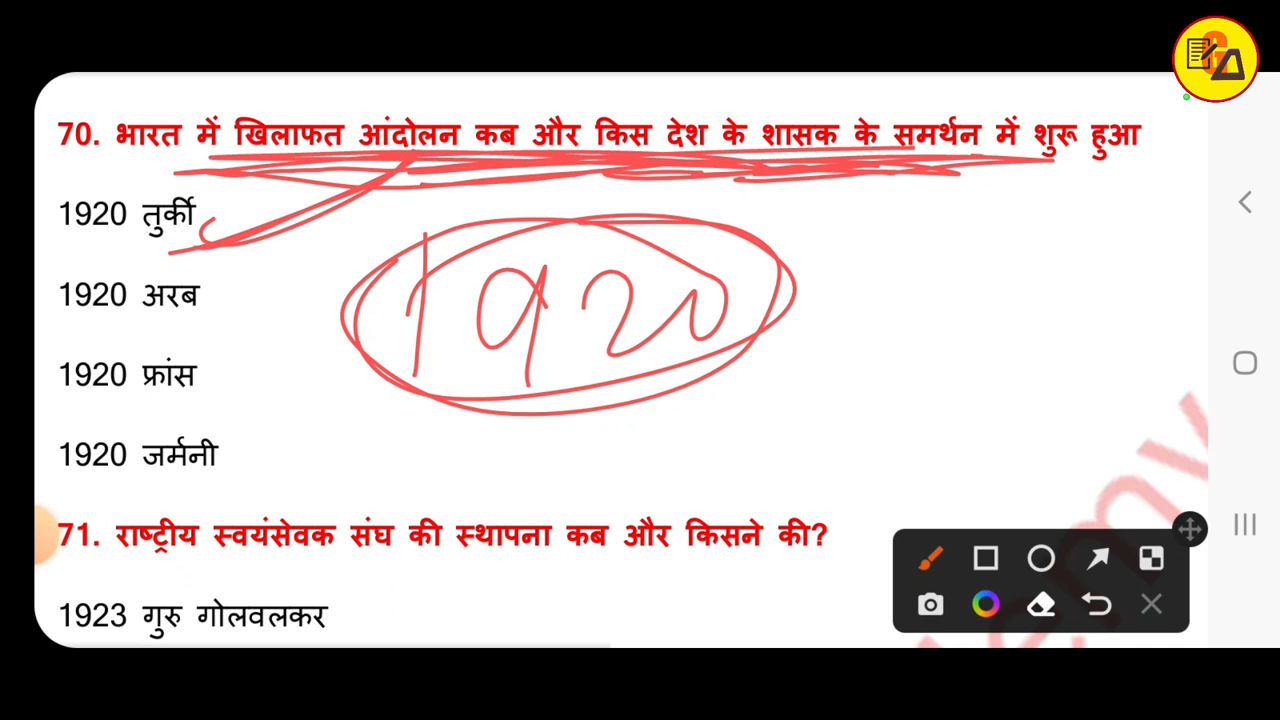 70. भारत में खिलाफत आंदोलन कब और किस देश के शासक के समर्थन में शुरू हुआ
1920 तुर्की
1920
1920 अरब
1920 फ्रांस
1920 जर्मनी
71. राष्ट्रीय स्वयंसेवक संघ की स्थापना कब और किसने की?
1923 गुरु गोलवलकर